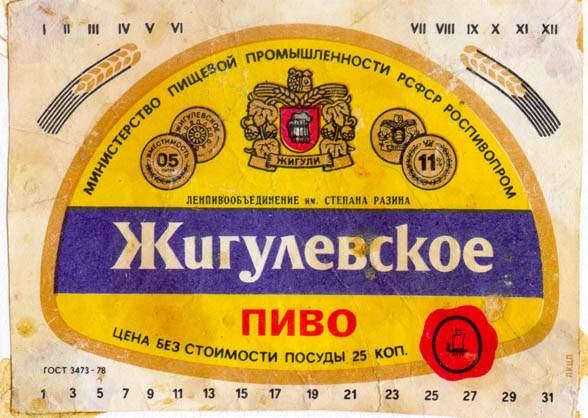 I II III IV V VI
VII VIII IX X XI XII
МИНИСТЕРСТВО ПИЩЕВОЙ ПРОМЫШЛЕННОСТИ РСФСР РОСПИВОПРОМ
ЖИГУЛЕВСКОЕ
ВМЕСТИМОСТЬ
05
11
ЖИГУЛИ
ЛЕНПИВООБЪЕДИНЕНИЕ им. СТЕПАНА РАЗИНА
Жигулевское
ПИВО
ЦЕНА БЕЗ СТОИМОСТИ ПОСУДЫ 25 КОП.
ГОСТ 3473-78
1 3 5 7 9 11 13 15 17 19 21 23 25 27 29 31